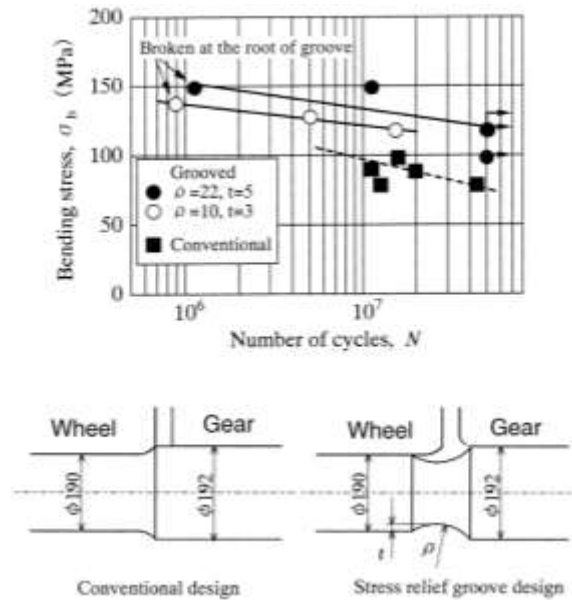 200
150
100
50
0
Bending stress, σb (MPa)
Broken at the root of groove
Grooved
ρ=22, t=5
ρ=10, t=3
Conventional
10⁶
10⁷
Number of cycles, N
Wheel
Gear
ϕ190
ϕ192
Conventional design
Wheel
Gear
ϕ190
ϕ192
t
ρ
Stress relief groove design